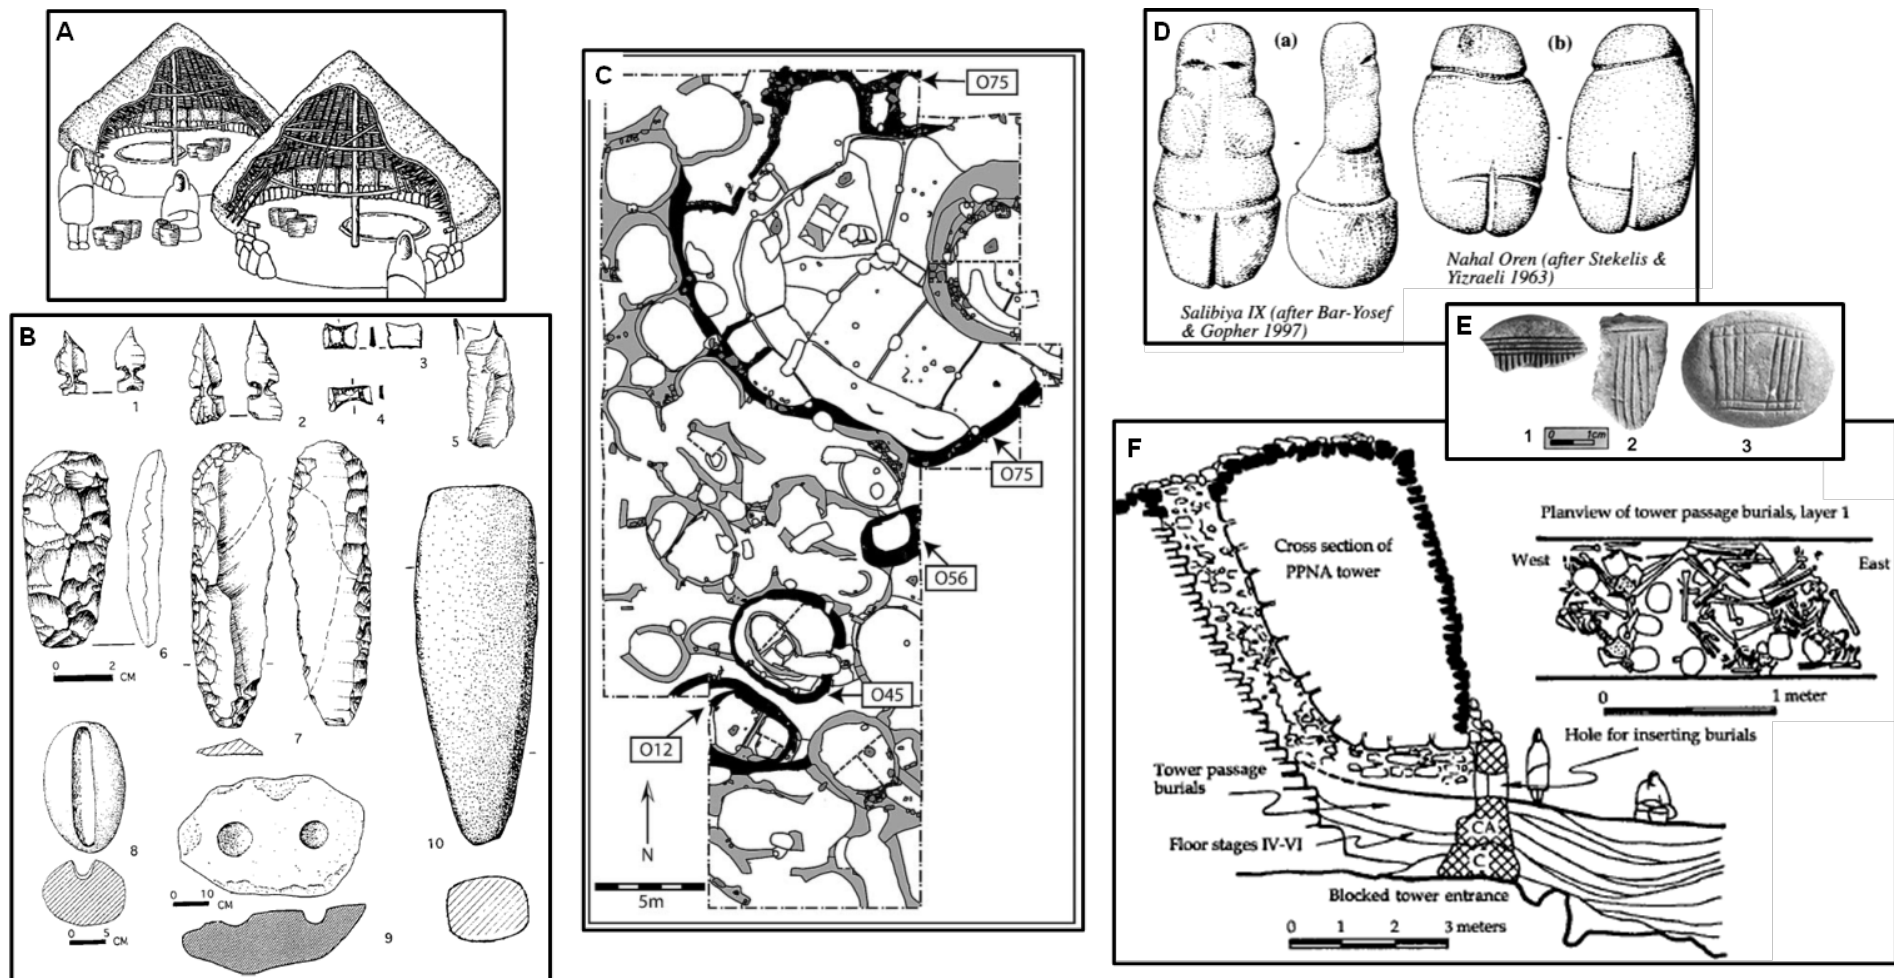 A
B
1
2
3
4
5
6
0 2
CM
7
8
0 5
CM
0 10
CM
9
10
C
O75
O75
O56
O45
O12
N
5m
D
(a)
(b)
Salibiya IX (after Bar-Yosef
& Gopher 1997)
Nahal Oren (after Stekelis &
Yizraeli 1963)
E
1
0 1cm
2
3
F
Cross section of
PPNA tower
Planview of tower passage burials, layer 1
West
East
0 1 meter
Hole for inserting burials
Tower passage
burials
Floor stages IV-VI
CA
C
Blocked tower entrance
0 1 2 3 meters